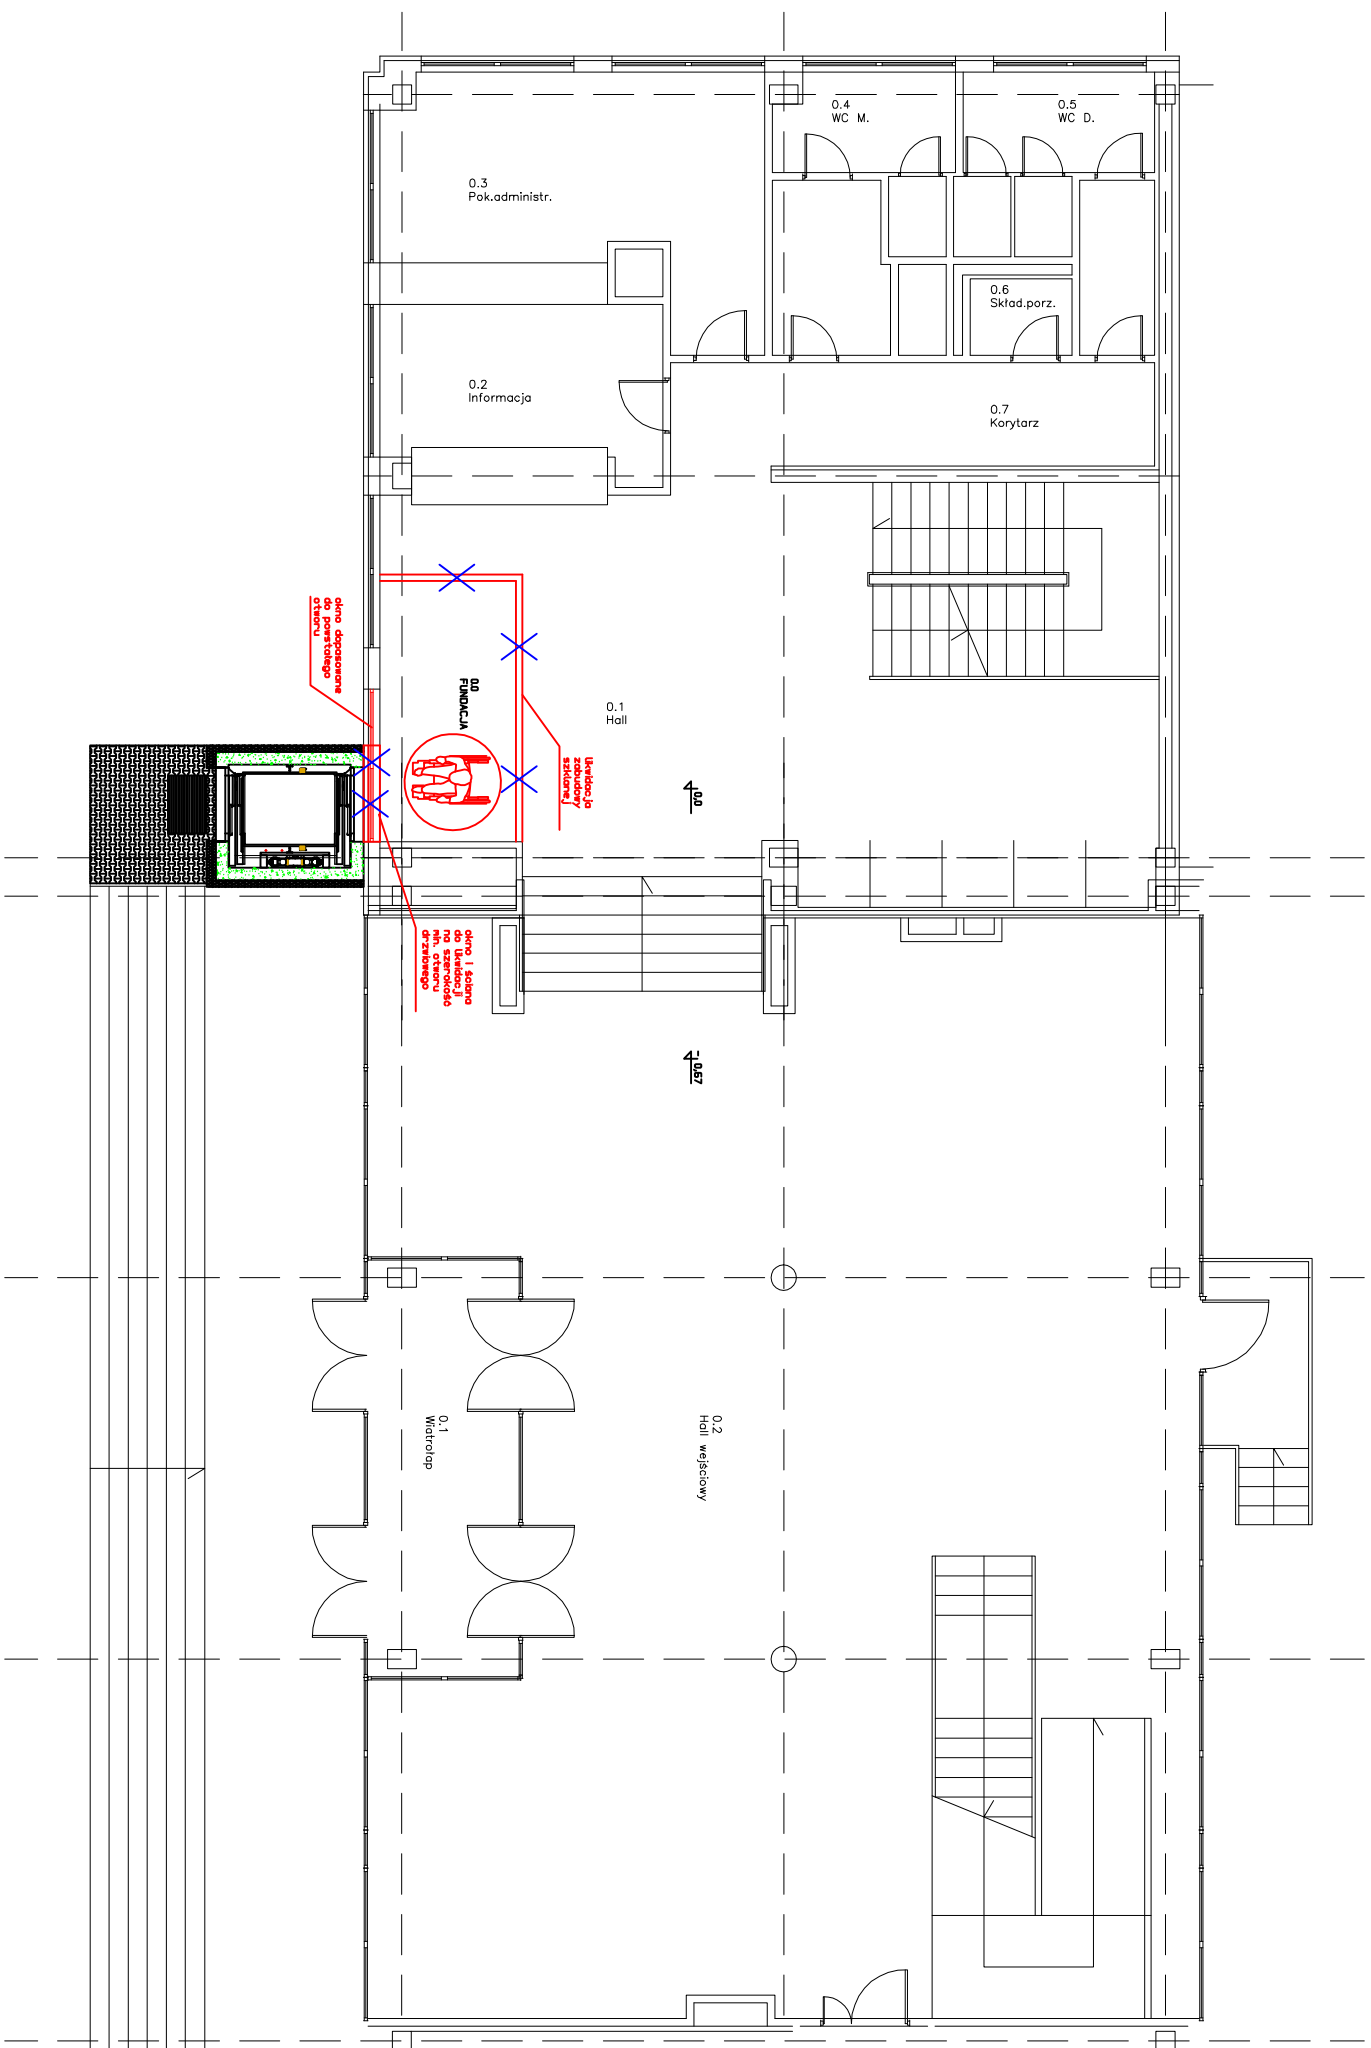 0.4
WC M.
0.5
WC D.
0.3
Pok.administr.
0.6
Skład.porz.
0.2
Informacja
0.7
Korytarz
okno dopasowane
do powstałego
otworu
0.0
FUNDACJA
0.1
Hall
likwidacja
zabudowy
szklanej
0,0
okno i ściana
do likwidacji
na szerokość
min. otworu
drzwiowego
-0,67
0.1
Wiatrołap
0.2
Hall wejściowy